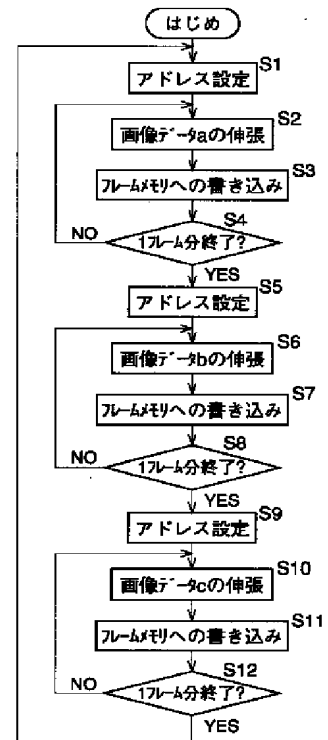 はじめ
S1
アドレス設定
S2
画像データaの伸張
S3
フレームメモリへの書き込み
S4
1フレーム分終了?
NO
YES
S5
アドレス設定
S6
画像データbの伸張
S7
フレームメモリへの書き込み
S8
1フレーム分終了?
NO
YES
S9
アドレス設定
S10
画像データcの伸張
S11
フレームメモリへの書き込み
S12
1フレーム分終了?
NO
YES